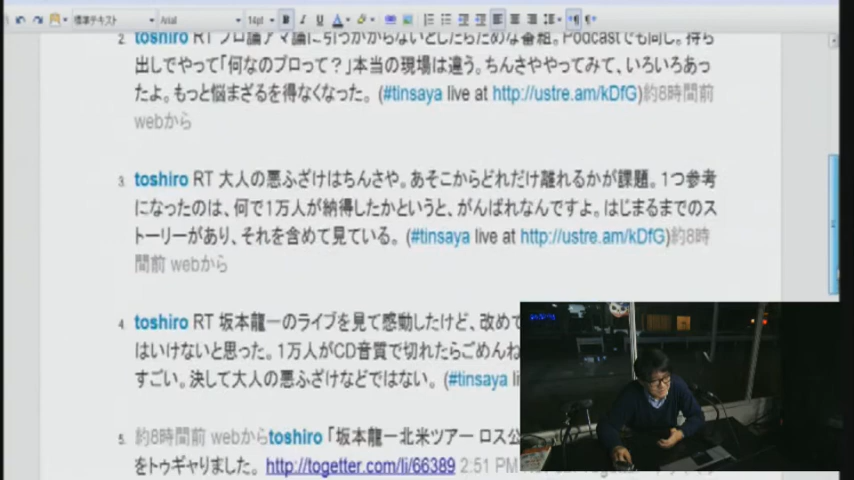 標準テキスト Arial 14pt B I U A
2. toshiro RT プロ論アマ論に引っかからないとしたらだめな番組。Podcastでも同じ。持ち
出しでやって「何なのプロって？」本当の現場は違う。ちんさややってみて、いろいろあっ
たよ。もっと悩まざるを得なくなった。 (#tinsaya live at http://ustre.am/kDfG)約8時間前
webから
3. toshiro RT 大人の悪ふざけはちんさや。あそこからどれだけ離れるかが課題。1つ参考
になったのは、何で1万人が納得したかというと、がんばれなんですよ。はじまるまでのス
トーリーがあり、それを含めて見ている。 (#tinsaya live at http://ustre.am/kDfG)約8時
間前 webから
4. toshiro RT 坂本龍一のライブを見て感動したけど、改めて
はいけないと思った。1万人がCD音質で切れたらごめんね
すごい。決して大人の悪ふざけなどではない。 (#tinsaya li
5. 約8時間前 webからtoshiro 「坂本龍一北米ツアー ロス公
をトゥギャりました。 http://togetter.com/li/66389 2:51 PM